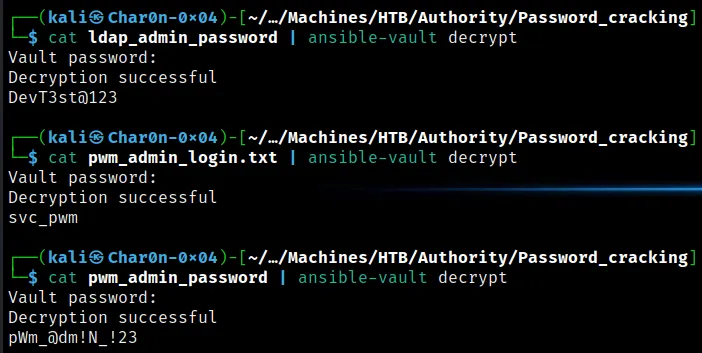 ┌──(kali㉿Char0n-0×04)-[~/…/Machines/HTB/Authority/Password_cracking]
└─$ cat ldap_admin_password | ansible-vault decrypt
Vault password:
Decryption successful
DevT3st@123
┌──(kali㉿Char0n-0×04)-[~/…/Machines/HTB/Authority/Password_cracking]
└─$ cat pwm_admin_login.txt | ansible-vault decrypt
Vault password:
Decryption successful
svc_pwm
┌──(kali㉿Char0n-0×04)-[~/…/Machines/HTB/Authority/Password_cracking]
└─$ cat pwm_admin_password | ansible-vault decrypt
Vault password:
Decryption successful
pWm_@dm!N_!23